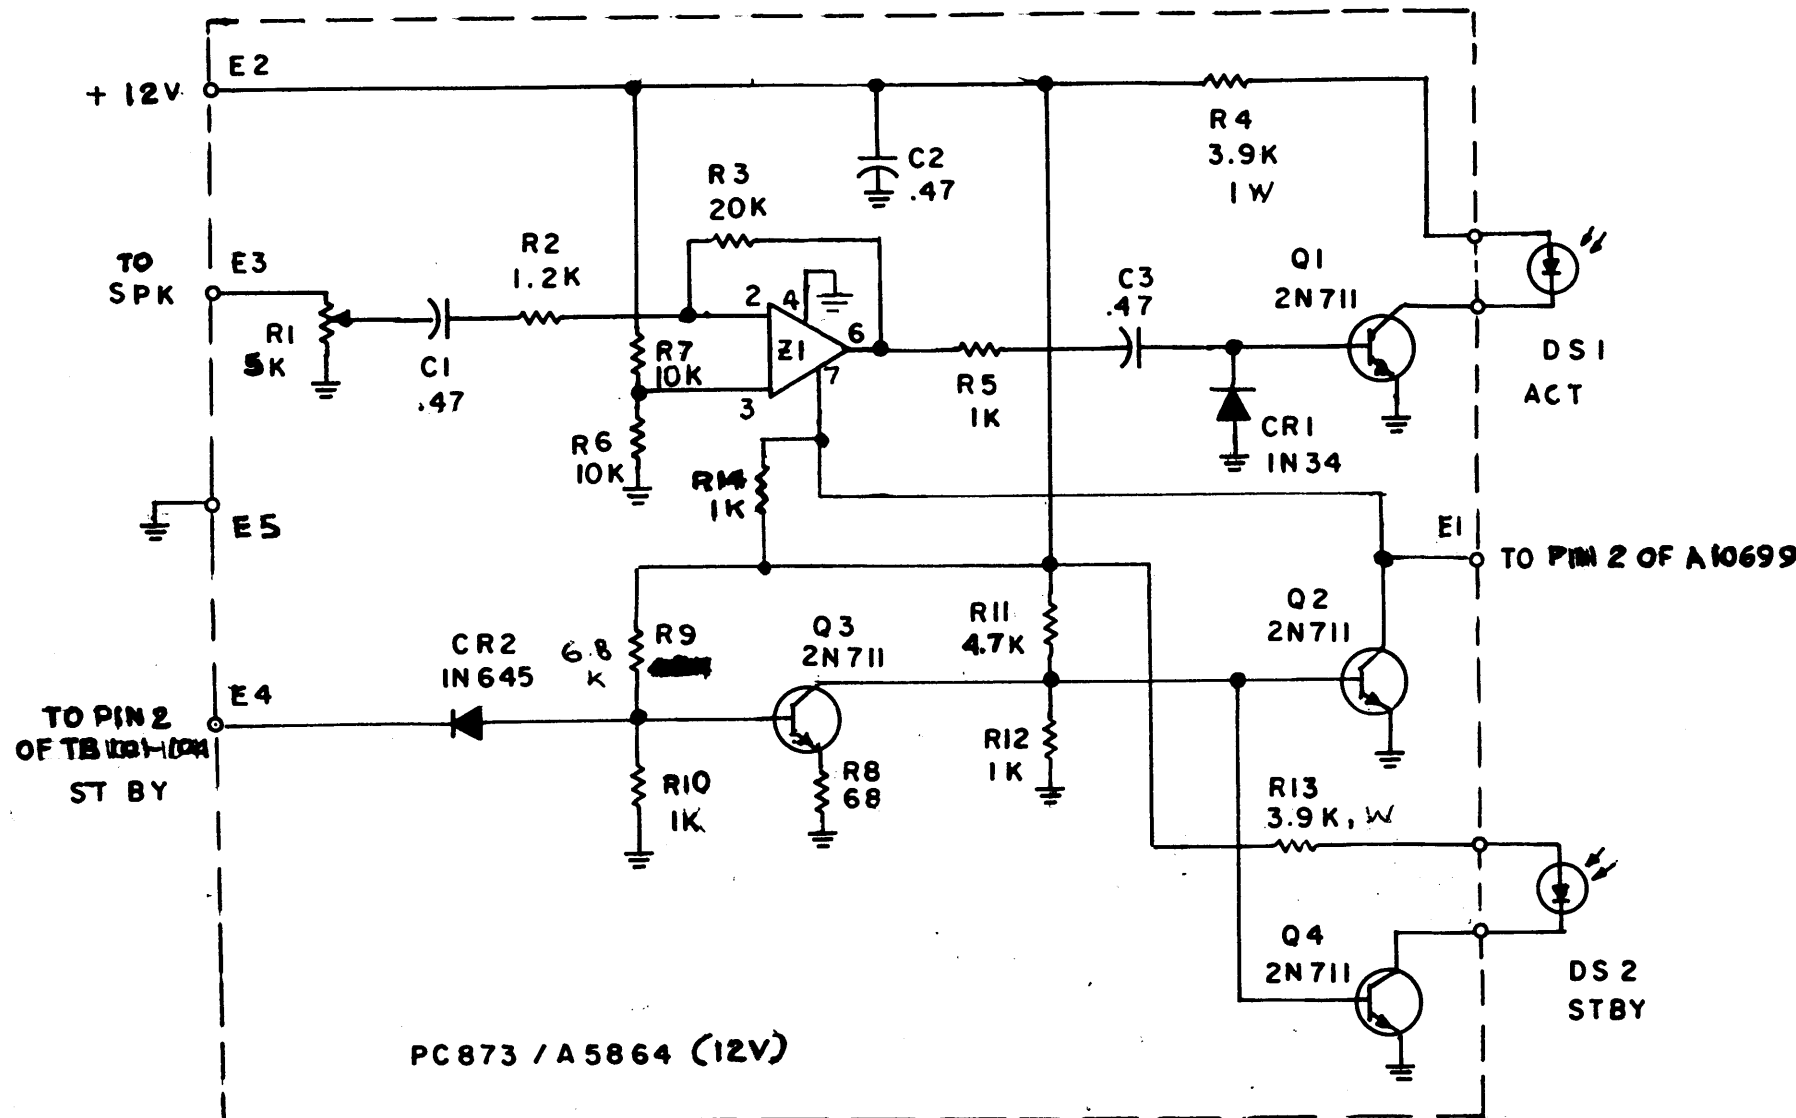 E2
+ 12V
R4
3.9K
1 W
C2
.47
R3
20K
TO
SPK
E3
R2
1.2K
C3
.47
Q1
2N711
R1
5K
C1
.47
R7
10K
2
4
Z1
6
7
3
R5
1K
DS1
ACT
CR1
1N34
R6
10K
R14
1K
E5
E1
TO PIN 2 OF A10699
CR2
1N645
6.8
K
R9
Q3
2N711
R11
4.7K
Q2
2N711
E4
TO PIN 2
OF
ST BY
R10
1K
R8
68
R12
1K
R13
3.9K, W
Q4
2N711
DS2
STBY
PC873 / A5864 (12V)